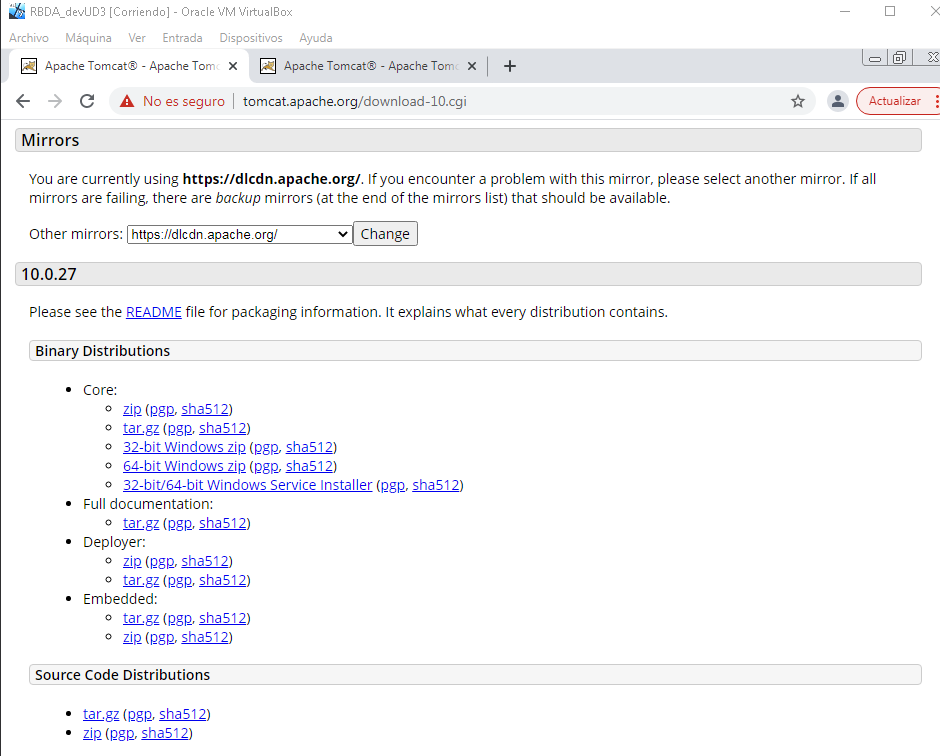 RBDA_devUD3 [Corriendo] - Oracle VM VirtualBox
Archivo Máquina Ver Entrada Dispositivos Ayuda
Apache Tomcat® - Apache Tomc Apache Tomcat® - Apache Tomc
No es seguro tomcat.apache.org/download-10.cgi Actualizar
Mirrors
You are currently using https://dlcdn.apache.org/. If you encounter a problem with this mirror, please select another mirror. If all
mirrors are failing, there are backup mirrors (at the end of the mirrors list) that should be available.
Other mirrors: https://dlcdn.apache.org/ Change
10.0.27
Please see the README file for packaging information. It explains what every distribution contains.
Binary Distributions
Core:
zip (pgp, sha512)
tar.gz (pgp, sha512)
32-bit Windows zip (pgp, sha512)
64-bit Windows zip (pgp, sha512)
32-bit/64-bit Windows Service Installer (pgp, sha512)
Full documentation:
tar.gz (pgp, sha512)
Deployer:
zip (pgp, sha512)
tar.gz (pgp, sha512)
Embedded:
tar.gz (pgp, sha512)
zip (pgp, sha512)
Source Code Distributions
tar.gz (pgp, sha512)
zip (pgp, sha512)